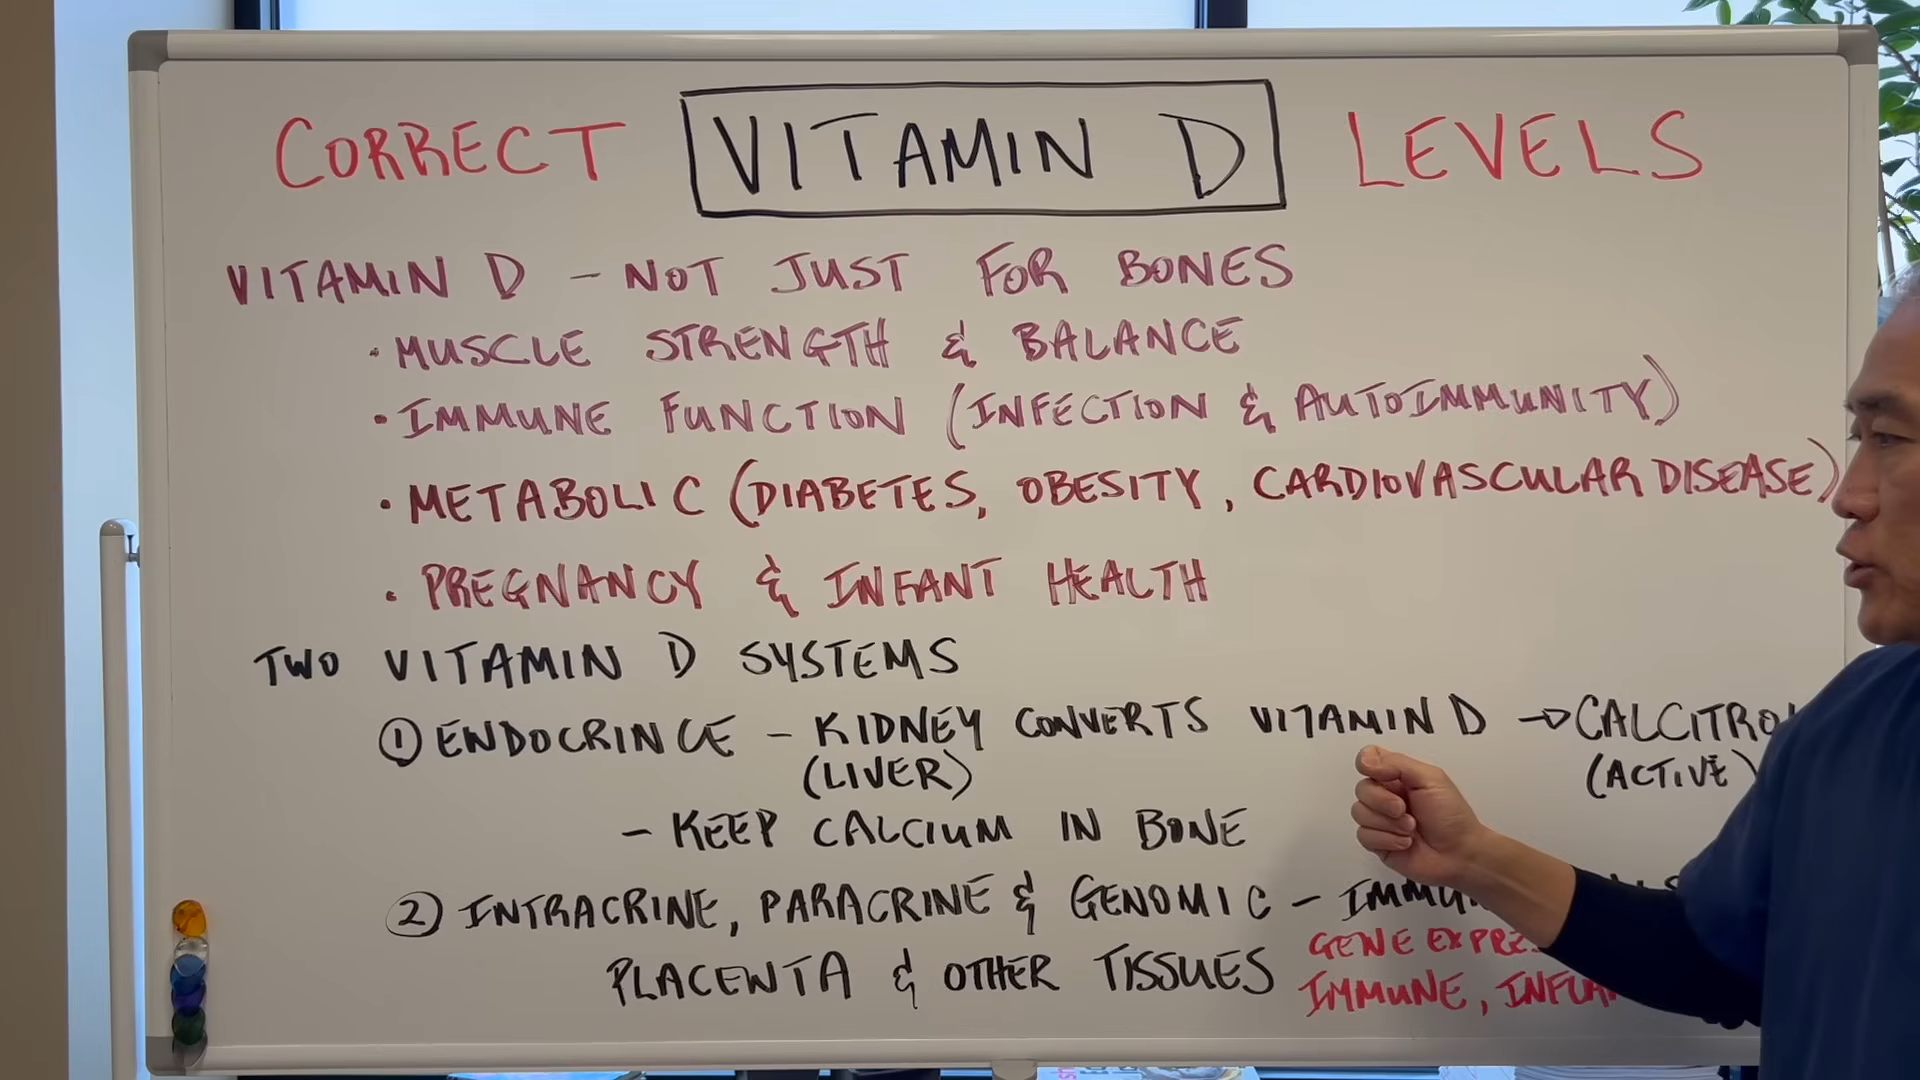 CORRECT VITAMIN D LEVELS
VITAMIN D – NOT JUST FOR BONES
• MUSCLE STRENGTH & BALANCE
• IMMUNE FUNCTION (INFECTION & AUTOIMMUNITY)
• METABOLIC (DIABETES, OBESITY, CARDIOVASCULAR DISEASE)
• PREGNANCY & INFANT HEALTH
TWO VITAMIN D SYSTEMS
① ENDOCRINCE – KIDNEY CONVERTS VITAMIN D →
(LIVER) (ACTIVE)
– KEEP CALCIUM IN BONE
② INTRACRINE, PARACRINE & GENOMIC –
GENE
PLACENTA & OTHER TISSUES
IMMUNE,